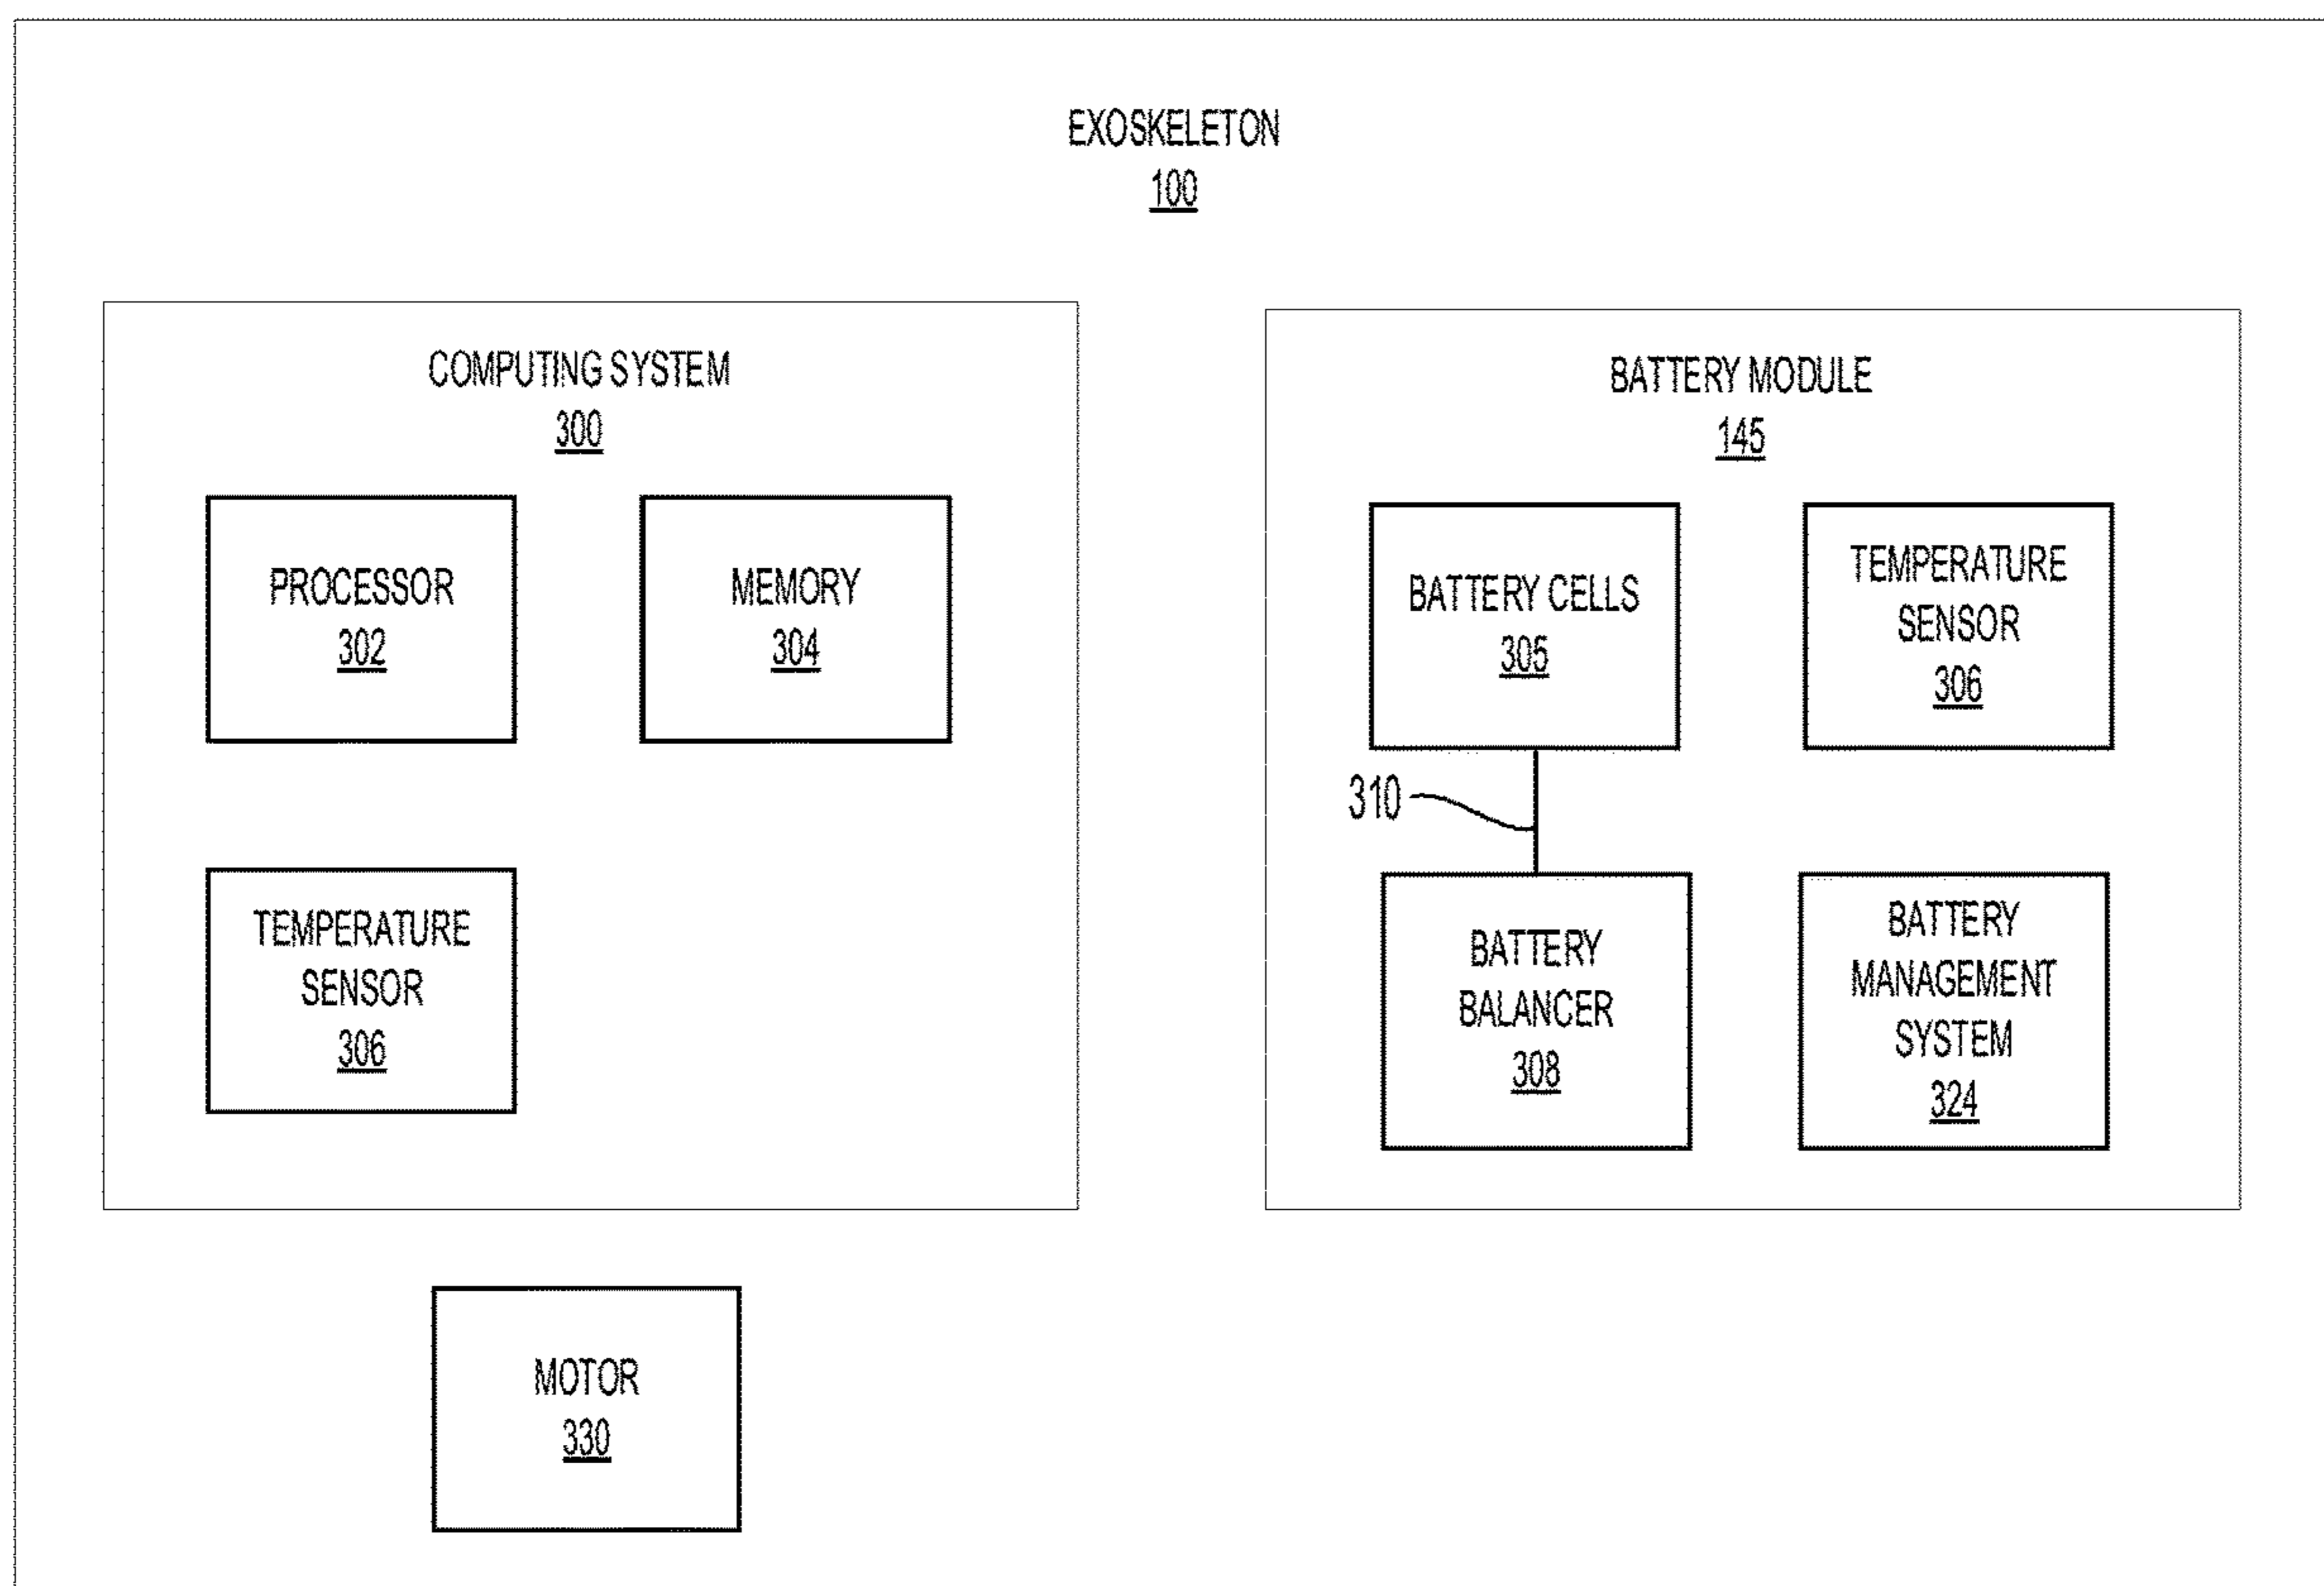 EXOSKELETON
100
COMPUTING SYSTEM
300
PROCESSOR
302
MEMORY
304
TEMPERATURE
SENSOR
306
BATTERY MODULE
145
BATTERY CELLS
305
TEMPERATURE
SENSOR
306
310
BATTERY
BALANCER
308
BATTERY
MANAGEMENT
SYSTEM
324
MOTOR
330